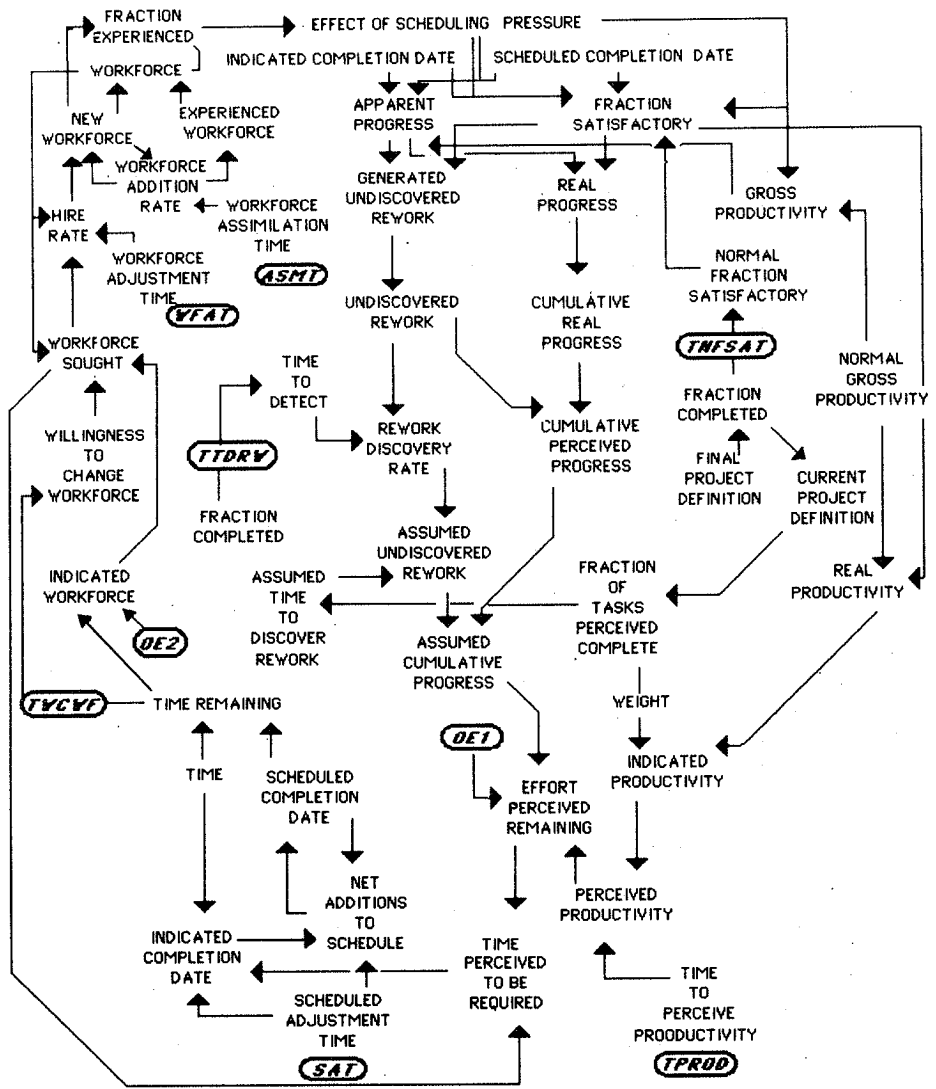 FRACTION
EXPERIENCED
EFFECT OF SCHEDULING PRESSURE
INDICATED COMPLETION DATE
SCHEDULED COMPLETION DATE
WORKFORCE
NEW
WORKFORCE
EXPERIENCED
WORKFORCE
APPARENT
PROGRESS
FRACTION
SATISFACTORY
WORKFORCE
ADDITION
RATE
WORKFORCE
ASSIMILATION
TIME
ASMT
HIRE
RATE
WORKFORCE
ADJUSTMENT
TIME
WFAT
GENERATED
UNDISCOVERED
REWORK
REAL
PROGRESS
GROSS
PRODUCTIVITY
NORMAL
FRACTION
SATISFACTORY
TNFSAT
UNDISCOVERED
REWORK
CUMULATIVE
REAL
PROGRESS
WORKFORCE
SOUGHT
TIME
TO
DETECT
FRACTION
COMPLETED
NORMAL
GROSS
PRODUCTIVITY
WILLINGNESS
TO
CHANGE
WORKFORCE
TTDRW
REWORK
DISCOVERY
RATE
CUMULATIVE
PERCEIVED
PROGRESS
FINAL
PROJECT
DEFINITION
CURRENT
PROJECT
DEFINITION
FRACTION
COMPLETED
ASSUMED
UNDISCOVERED
REWORK
INDICATED
WORKFORCE
OE2
ASSUMED
TIME
TO
DISCOVER
REWORK
FRACTION
OF
TASKS
PERCEIVED
COMPLETE
REAL
PRODUCTIVITY
ASSUMED
CUMULATIVE
PROGRESS
TWCWF
TIME REMAINING
WEIGHT
OE1
TIME
SCHEDULED
COMPLETION
DATE
EFFORT
PERCEIVED
REMAINING
INDICATED
PRODUCTIVITY
NET
ADDITIONS
TO
SCHEDULE
PERCEIVED
PRODUCTIVITY
INDICATED
COMPLETION
DATE
TIME
PERCEIVED
TO BE
REQUIRED
SCHEDULED
ADJUSTMENT
TIME
SAT
TIME
TO
PERCEIVE
PROODUCTIVITY
TPROD